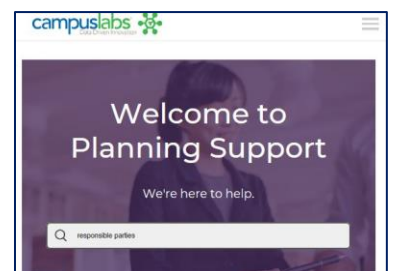 campuslabs
Data Driven Innovation
Welcome to
Planning Support
We're here to help.
responsible parties